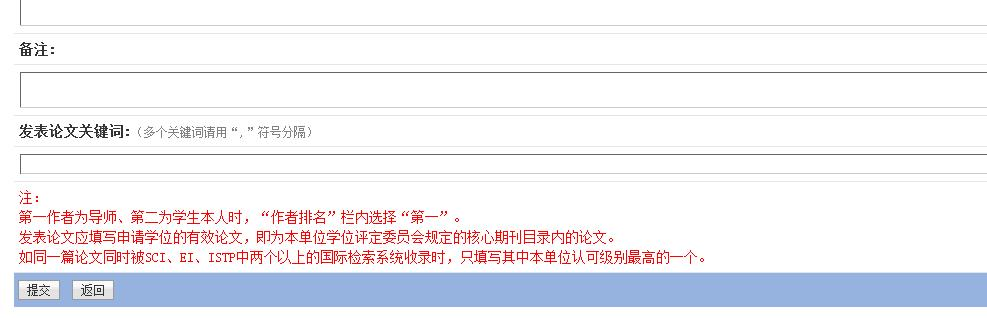 备注：
发表论文关键词：（多个关键词请用“，”符号分隔）
注：
第一作者为导师、第二为学生本人时，“作者排名”栏内选择“第一”。
发表论文应填写申请学位的有效论文，即为本单位学位评定委员会规定的核心期刊目录内的论文。
如同一篇论文同时被SCI、EI、ISTP中两个以上的国际检索系统收录时，只填写其中本单位认可级别最高的一个。
提交 返回